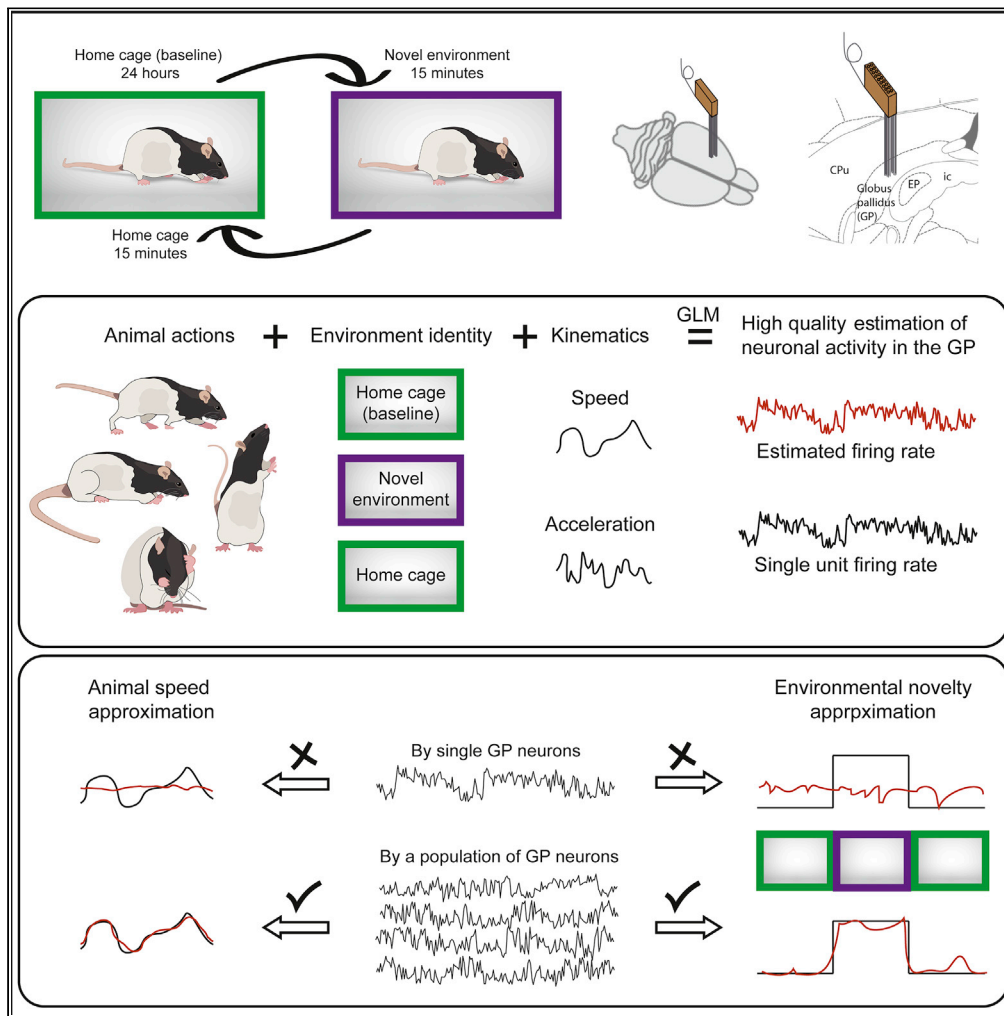 Home cage (baseline)
24 hours
Novel environment
15 minutes
Home cage
15 minutes
CPu
Globus
pallidus
(GP)
EP
ic
Animal actions
+
Environment identity
+
Kinematics
GLM
=
High quality estimation of
neuronal activity in the GP
Home cage
(baseline)
Novel
environment
Home cage
Speed
Acceleration
Estimated firing rate
Single unit firing rate
Animal speed
approximation
By single GP neurons
By a population of GP neurons
Environmental novelty
apprpximation